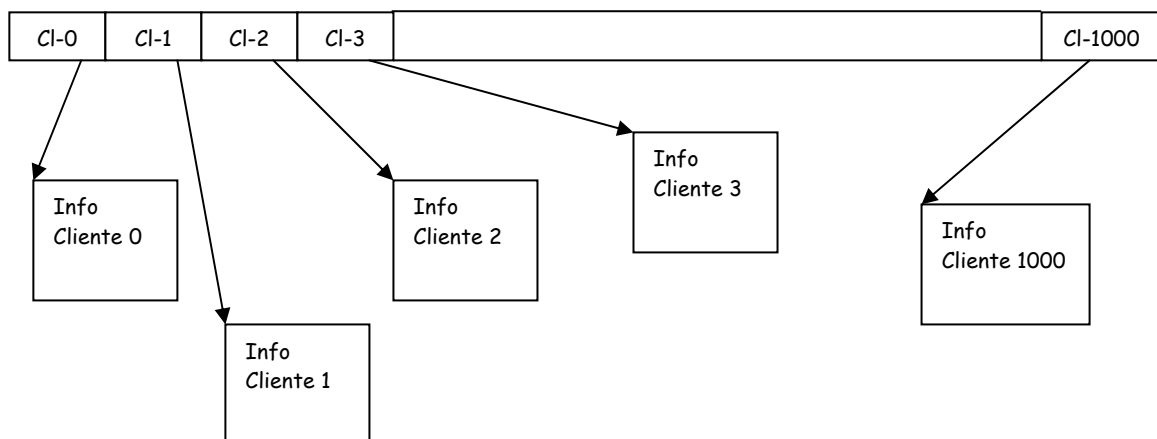 Cl-0
Cl-1
Cl-2
Cl-3
Cl-1000
Info
Cliente 3
Info
Cliente 0
Info
Cliente 2
Info
Cliente 1000
Info
Cliente 1